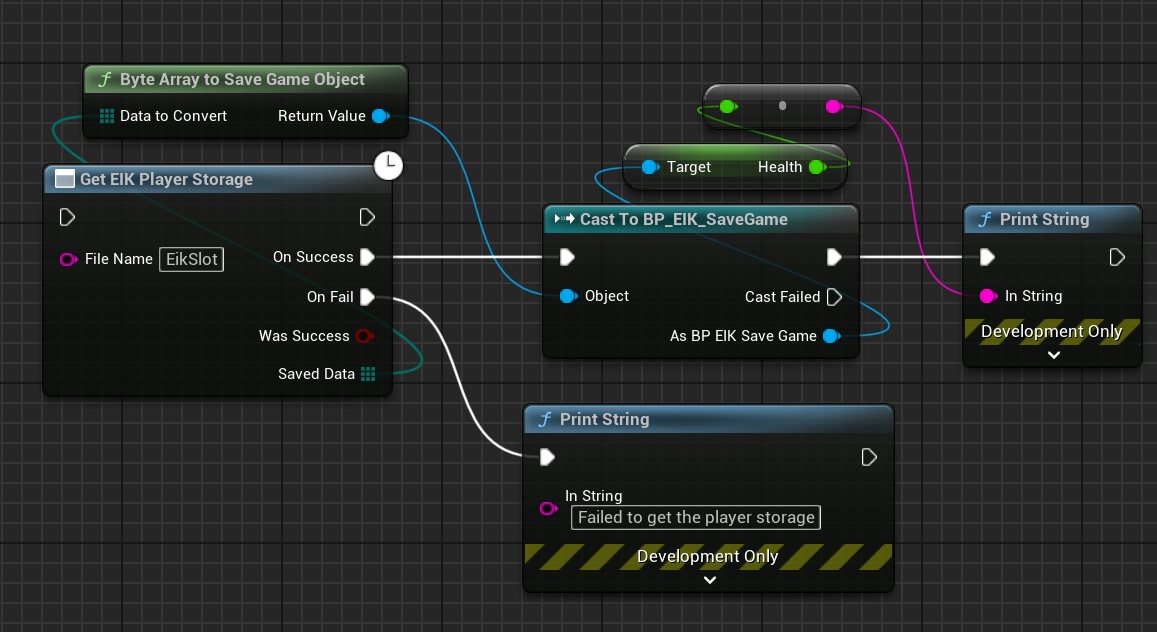 Byte Array to Save Game Object
Data to Convert Return Value
Get EIK Player Storage
File Name EikSlot
On Success
On Fail
Was Success
Saved Data
Target Health
Cast To BP_EIK_SaveGame
Object
Cast Failed
As BP EIK Save Game
Print String
In String
Development Only
Print String
In String
Failed to get the player storage
Development Only